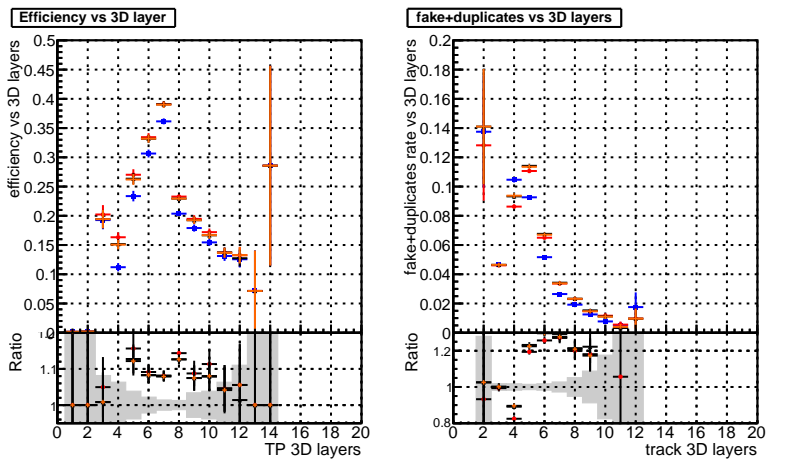 Efficiency vs 3D layer
efficiency vs 3D layers
0.5
0.45
0.4
0.35
0.3
0.25
0.2
0.15
0.1
0.05
0
Ratio
1.1
1
0 2 4 6 8 10 12 14 16 18 20
TP 3D layers
fake+duplicates vs 3D layers
fake+duplicates rate vs 3D layers
0.2
0.18
0.16
0.14
0.12
0.1
0.08
0.06
0.04
0.02
0
Ratio
1.2
1
0.8
0 2 4 6 8 10 12 14 16 18 20
track 3D layers